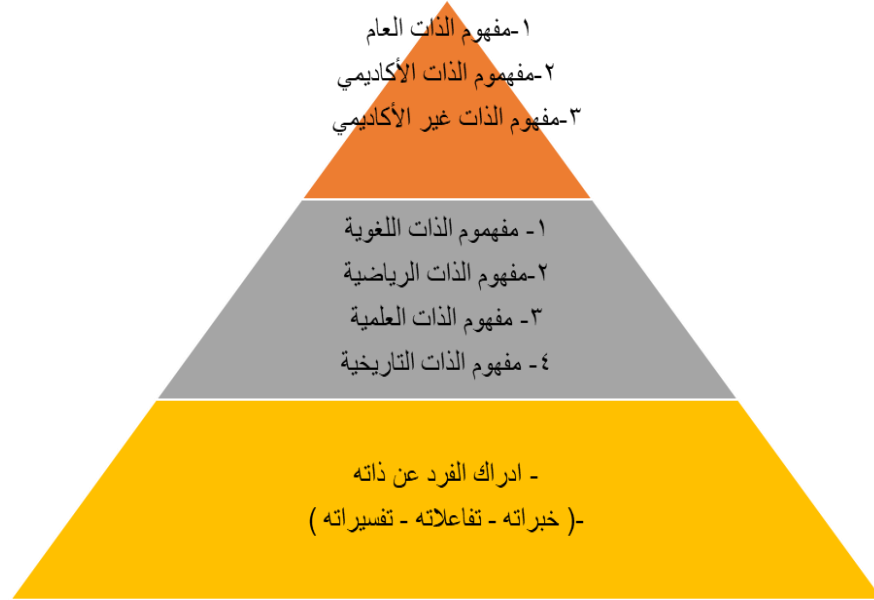 ١-مفهوم الذات العام
٢-مفهموم الذات الأكاديمي
٣-مفهوم الذات غير الأكاديمي
١- مفهموم الذات اللغوية
٢-مفهوم الذات الرياضية
٣- مفهوم الذات العلمية
٤- مفهوم الذات التاريخية
- ادراك الفرد عن ذاته
-( خبراته - تفاعلاته - تفسيراته )